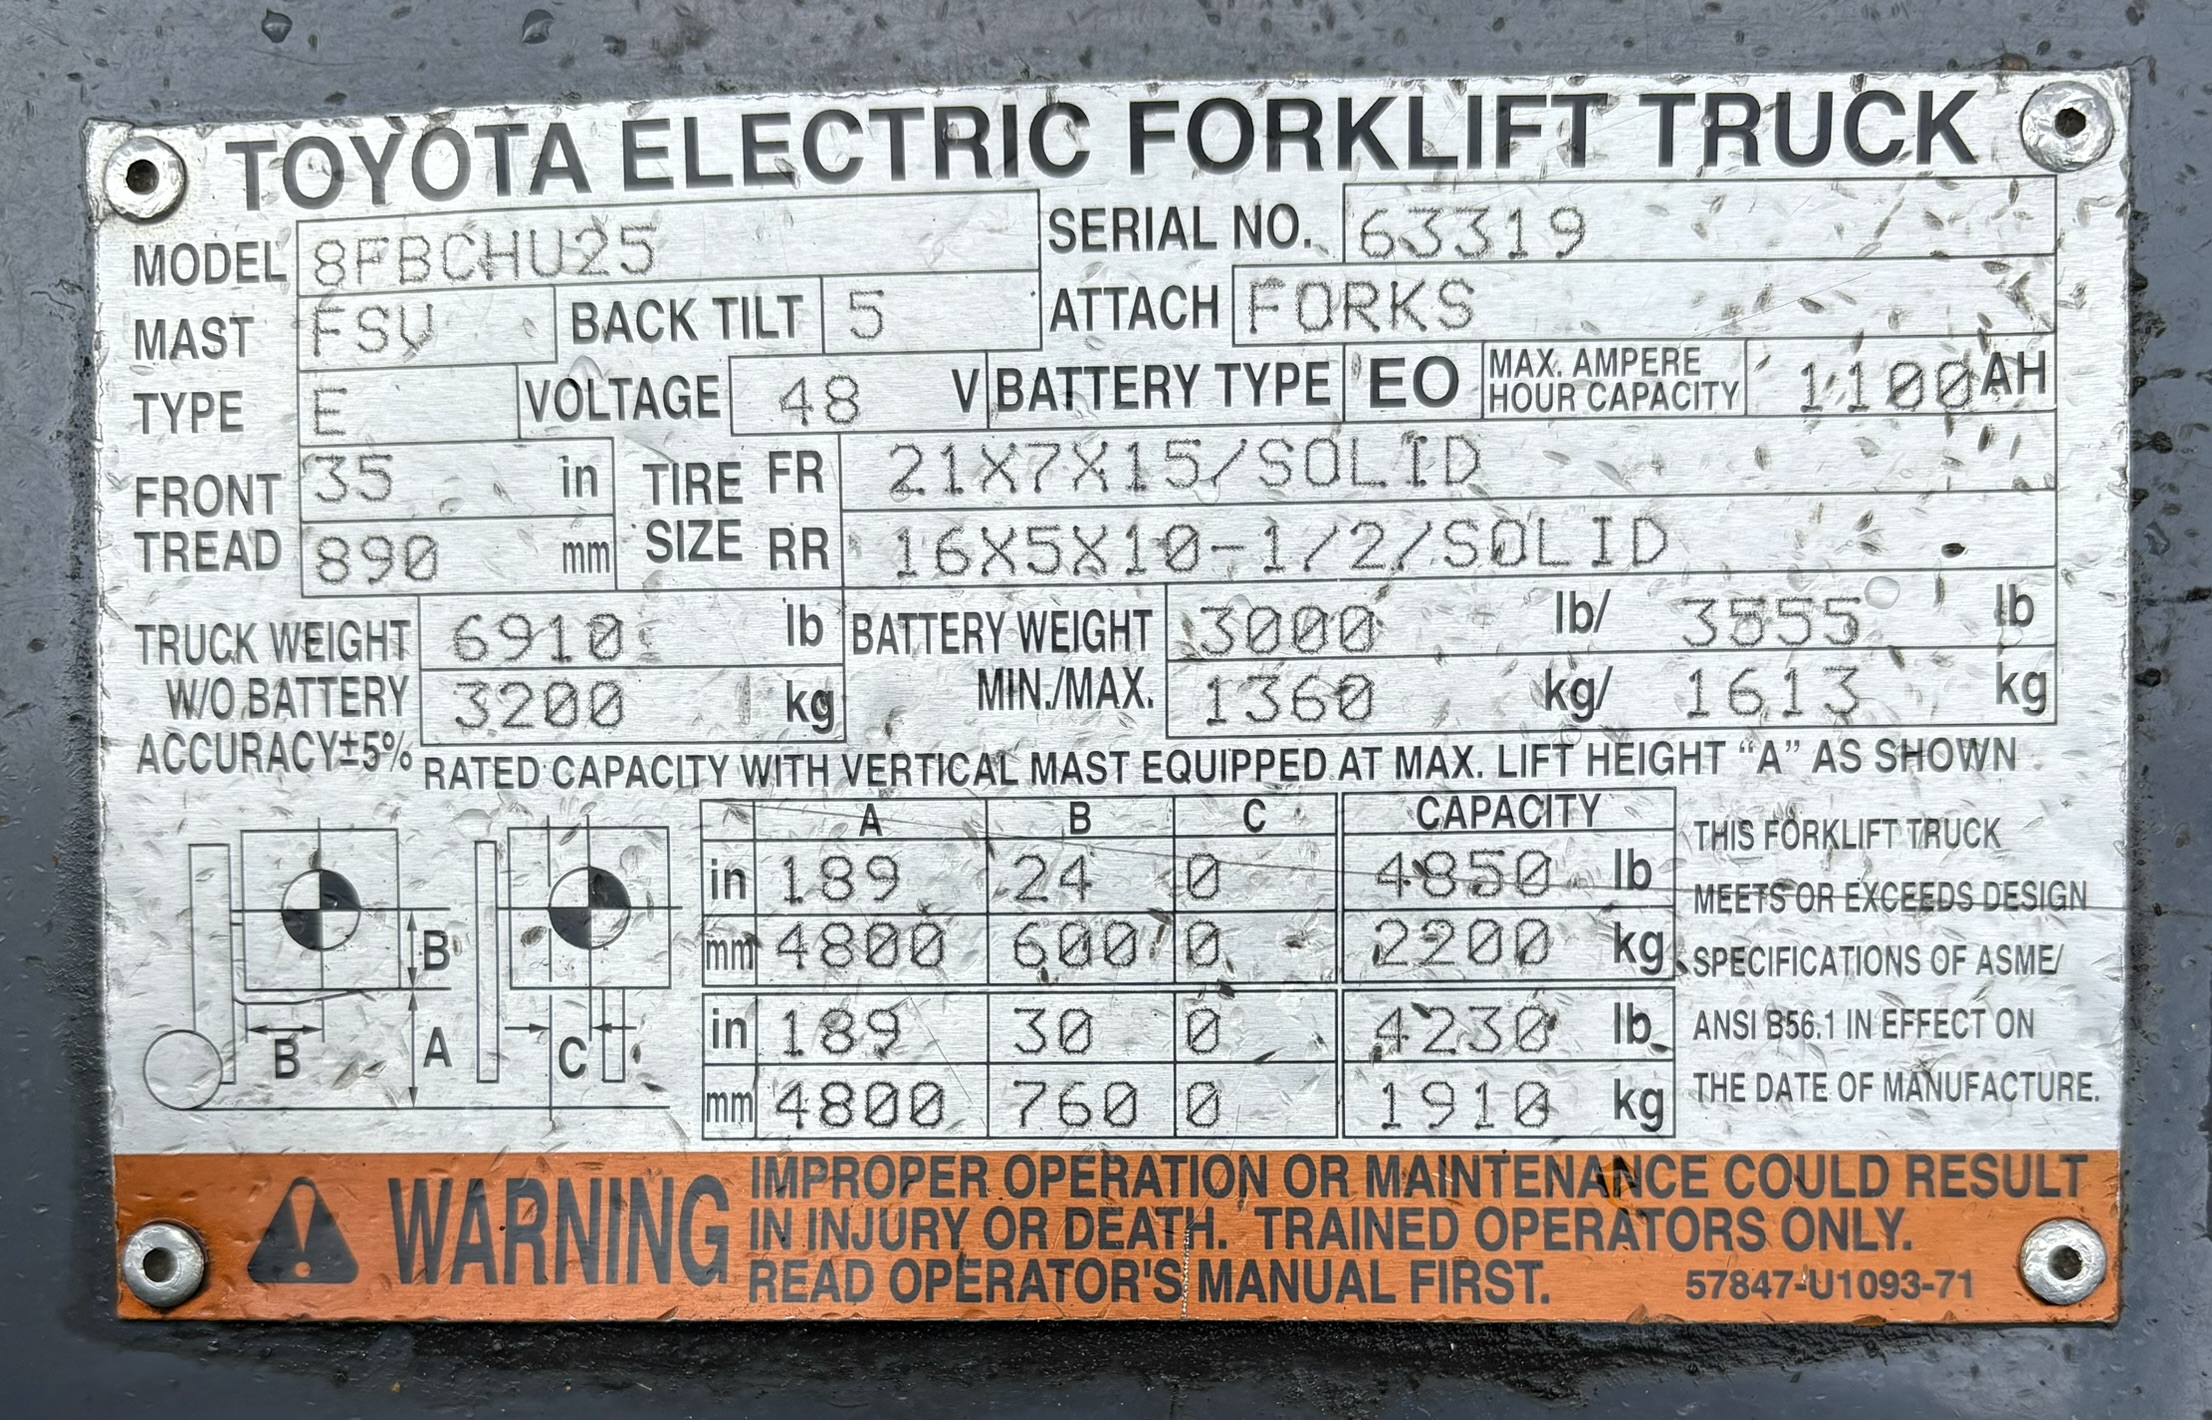 TOYOTA ELECTRIC FORKLIFT TRUCK
MODEL 8FBCHU25 SERIAL NO. 63319
MAST FSV BACK TILT 5 ATTACH FORKS
TYPE E VOLTAGE 48 V BATTERY TYPE EO MAX. AMPERE HOUR CAPACITY 1100 AH
FRONT TREAD 35 in TIRE SIZE FR 21X7X15/SOLID
890 mm RR 16X5X10-1/2/SOLID
TRUCK WEIGHT 6910 lb BATTERY WEIGHT 3000 lb/ 3555 lb
W/O BATTERY 3200 kg MIN./MAX. 1360 kg/ 1613 kg
ACCURACY±5%
RATED CAPACITY WITH VERTICAL MAST EQUIPPED AT MAX. LIFT HEIGHT “A” AS SHOWN
A B C CAPACITY
in 189 24 0 4850 lb
mm 4800 600 0 2200 kg
in 189 30 0 4230 lb
mm 4800 760 0 1910 kg
B
B A C
THIS FORKLIFT TRUCK
MEETS OR EXCEEDS DESIGN
SPECIFICATIONS OF ASME/
ANSI B56.1 IN EFFECT ON
THE DATE OF MANUFACTURE.
WARNING
IMPROPER OPERATION OR MAINTENANCE COULD RESULT
IN INJURY OR DEATH. TRAINED OPERATORS ONLY.
READ OPERATOR'S MANUAL FIRST. 57847-U1093-71